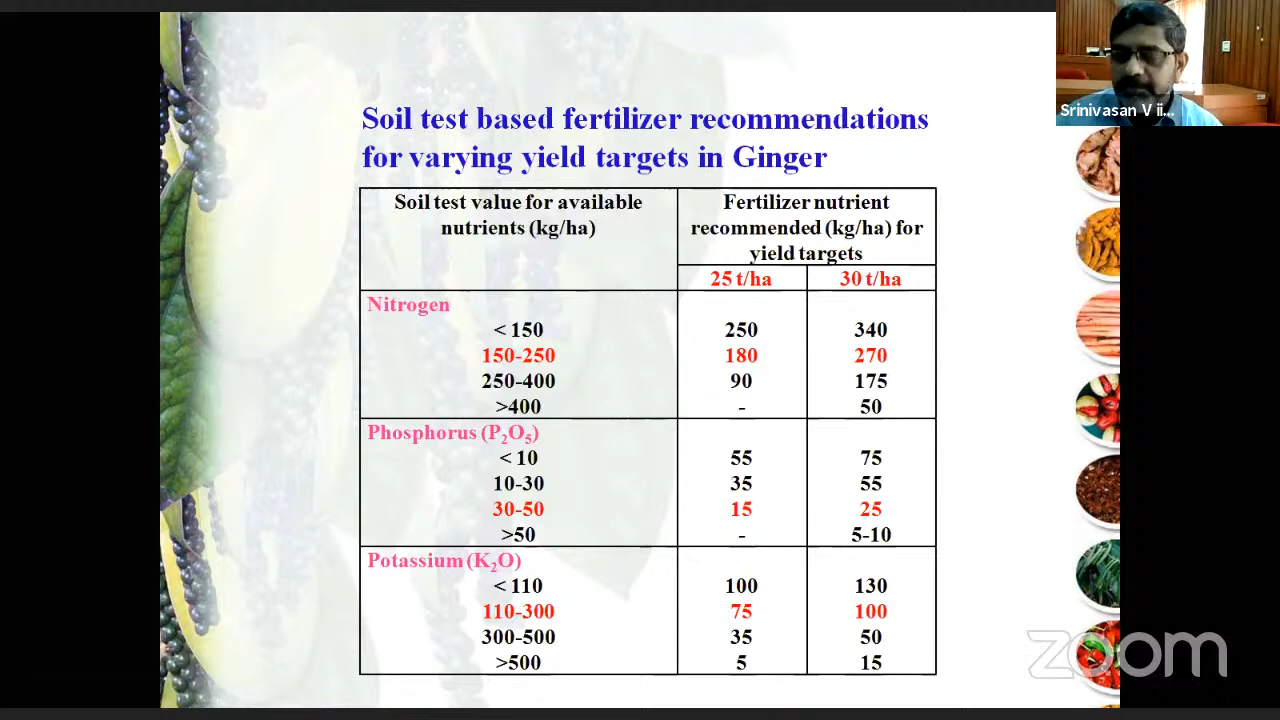 Srinivasan V ii...
Soil test based fertilizer recommendations
for varying yield targets in Ginger
Soil test value for available
nutrients (kg/ha)
Fertilizer nutrient
recommended (kg/ha) for
yield targets
25 t/ha 30 t/ha
Nitrogen
< 150 250 340
150-250 180 270
250-400 90 175
>400 - 50
Phosphorus (P₂O₅)
< 10 55 75
10-30 35 55
30-50 15 25
>50 - 5-10
Potassium (K₂O)
< 110 100 130
110-300 75 100
300-500 35 50
>500 5 15
zoom